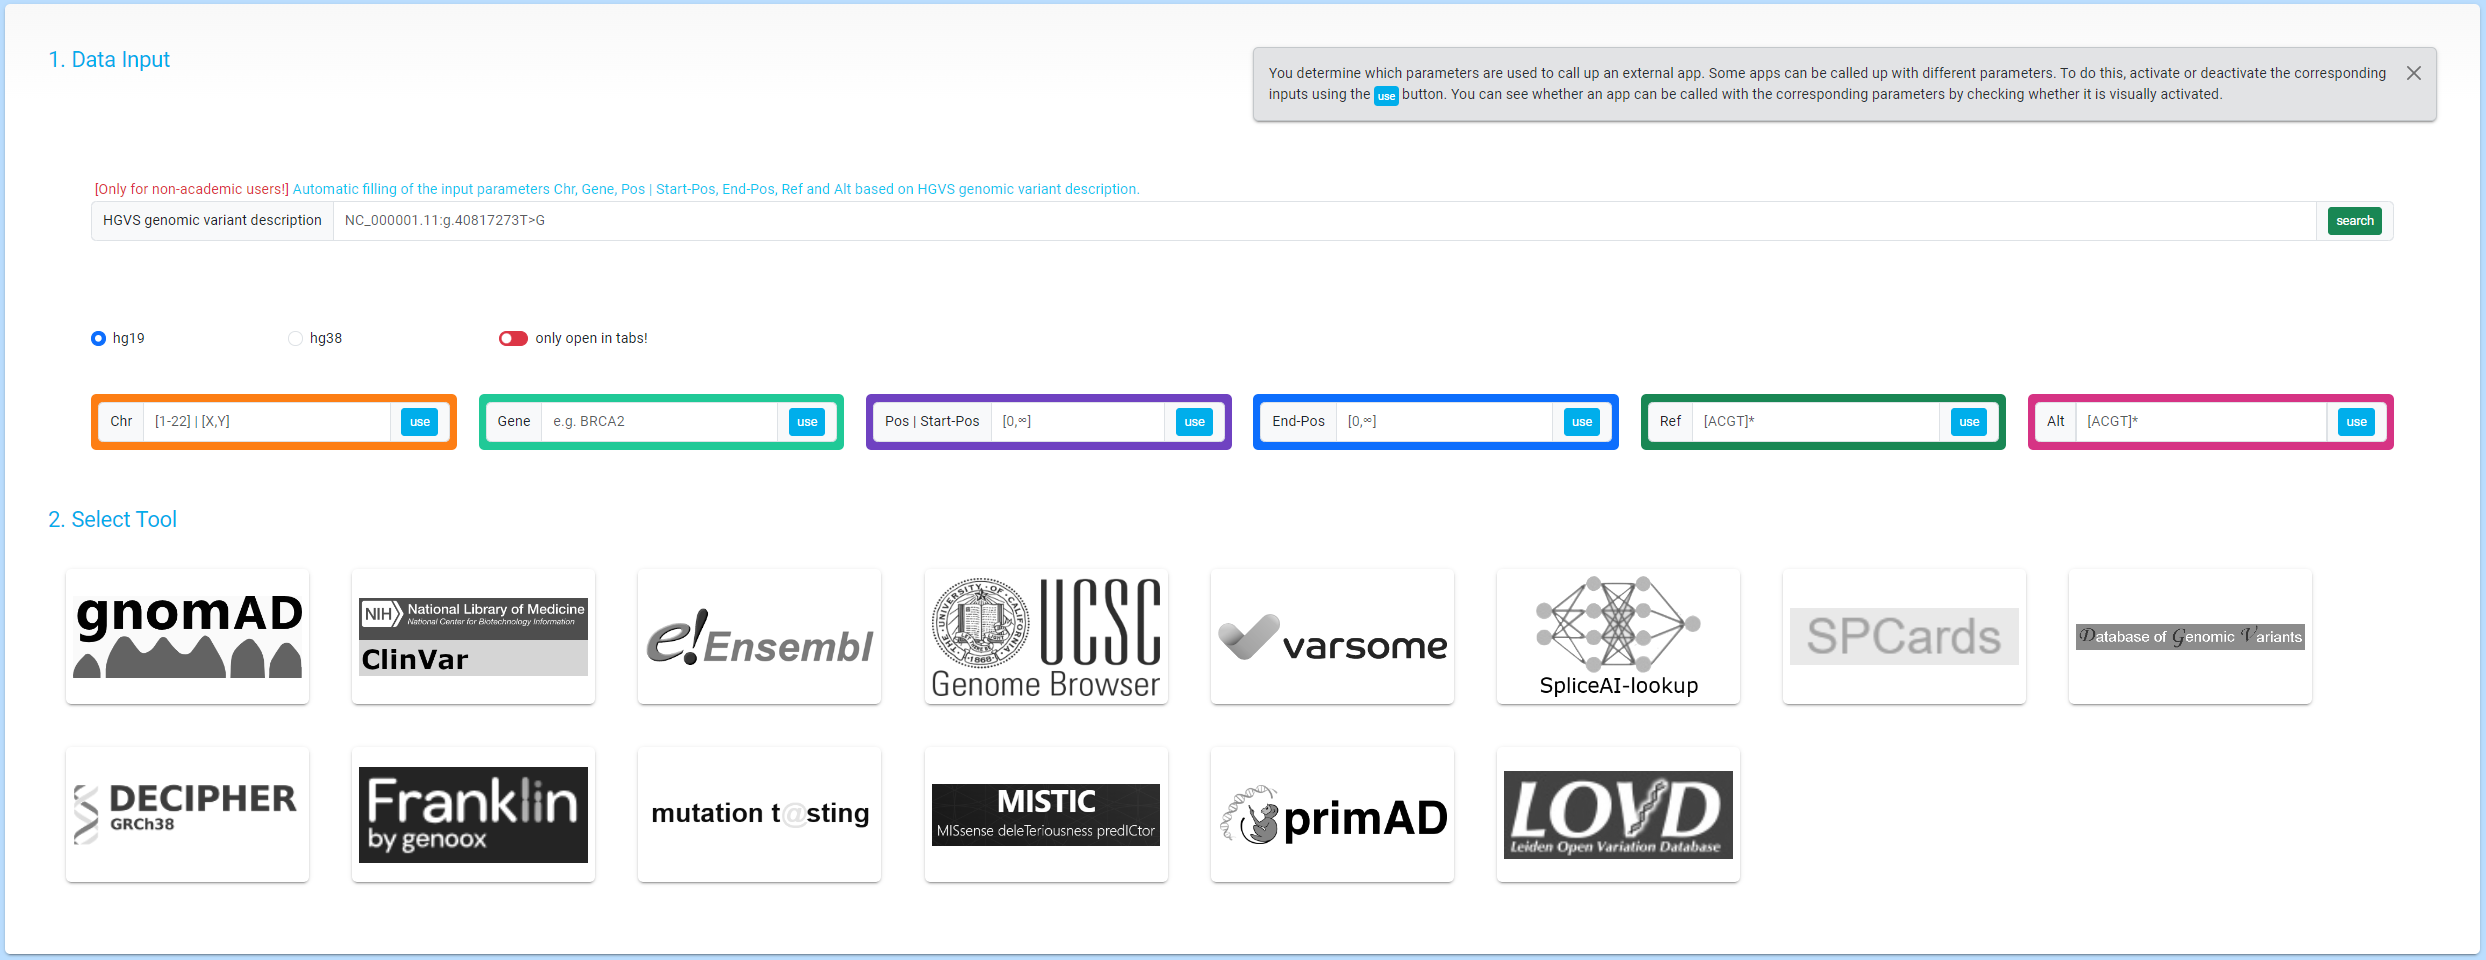 1. Data Input
You determine which parameters are used to call up an external app. Some apps can be called up with different parameters. To do this, activate or deactivate the corresponding
inputs using the use button. You can see whether an app can be called with the corresponding parameters by checking whether it is visually activated.
[Only for non-academic users!] Automatic filling of the input parameters Chr, Gene, Pos | Start-Pos, End-Pos, Ref and Alt based on HGVS genomic variant description.
HGVS genomic variant description NC_000001.11:g.40817273T>G search
hg19 hg38 only open in tabs!
Chr [1-22] | [X,Y] use Gene e.g. BRCA2 use Pos | Start-Pos [0,∞] use End-Pos [0,∞] use Ref [ACGT]* use Alt [ACGT]* use
2. Select Tool
gnomAD
NIH National Library of Medicine
National Center for Biotechnology Information
ClinVar
e!Ensembl
THE UNIVERSITY OF CALIFORNIA
1868
UCSC
Genome Browser
varsome
SpliceAI-lookup
SPCards
Database of Genomic Variants
DECIPHER
GRCh38
Franklin
by genoox
mutation t@sting
MISTIC
MISsense deleTeriousness predICtor
primAD
LOVD
Leiden Open Variation Database